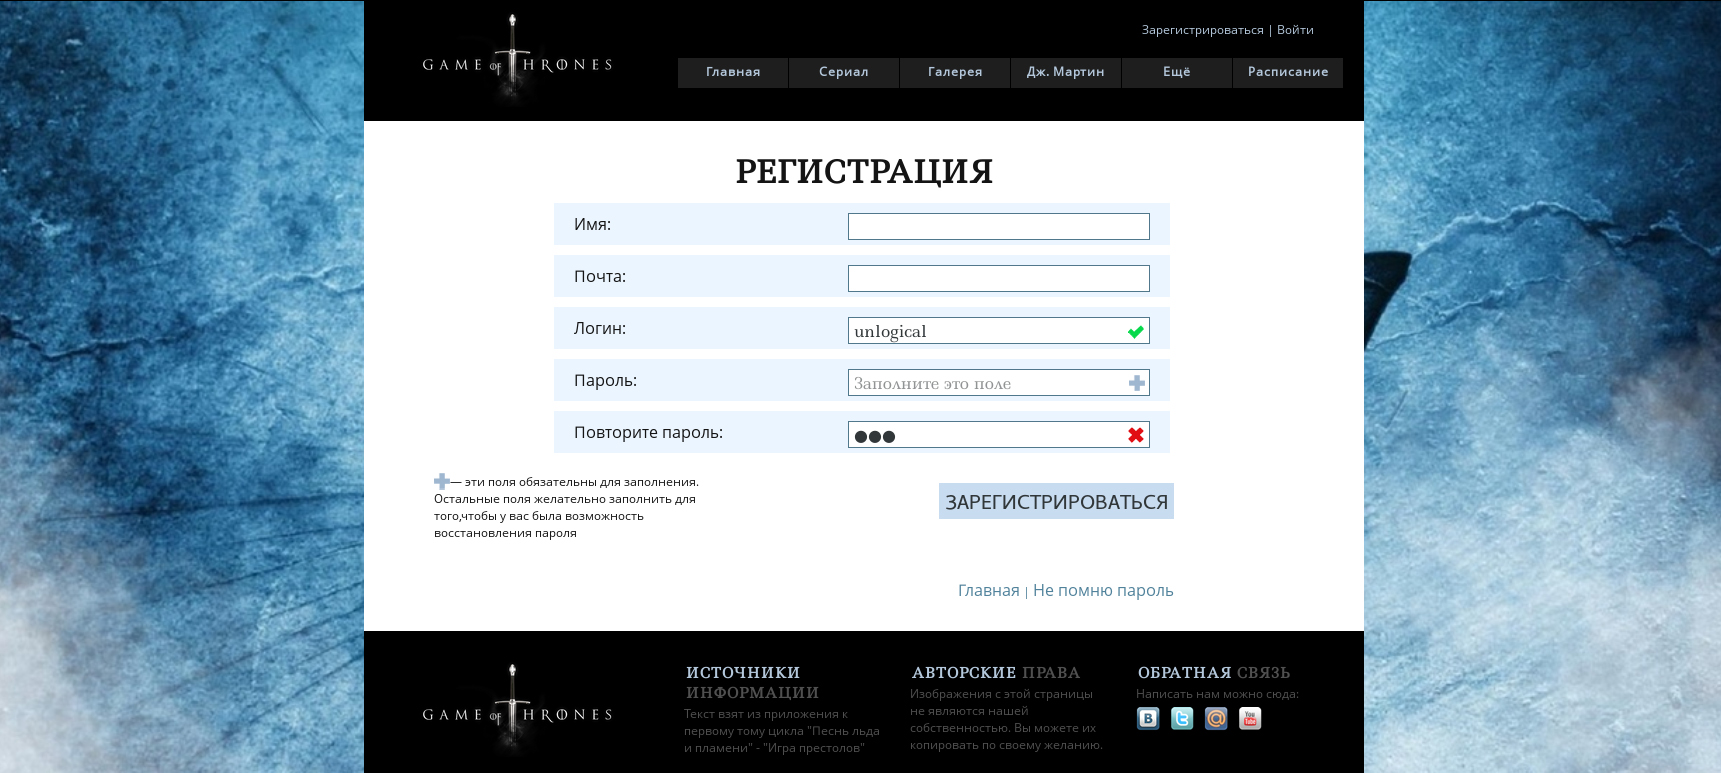 GAME OF THRONES
Зарегистрироваться | Войти
Главная Сериал Галерея Дж. Мартин Ещё Расписание
РЕГИСТРАЦИЯ
Имя:
Почта:
Логин: unlogical
Пароль: Заполните это поле
Повторите пароль: ●●●
— эти поля обязательны для заполнения.
Остальные поля желательно заполнить для
того,чтобы у вас была возможность
восстановления пароля
ЗАРЕГИСТРИРОВАТЬСЯ
Главная | Не помню пароль
GAME OF THRONES
ИСТОЧНИКИ
ИНФОРМАЦИИ
Текст взят из приложения к
первому тому цикла "Песнь льда
и пламени" - "Игра престолов"
АВТОРСКИЕ ПРАВА
Изображения с этой страницы
не являются нашей
собственностью. Вы можете их
копировать по своему желанию.
ОБРАТНАЯ СВЯЗЬ
Написать нам можно сюда:
B t @ You Tube